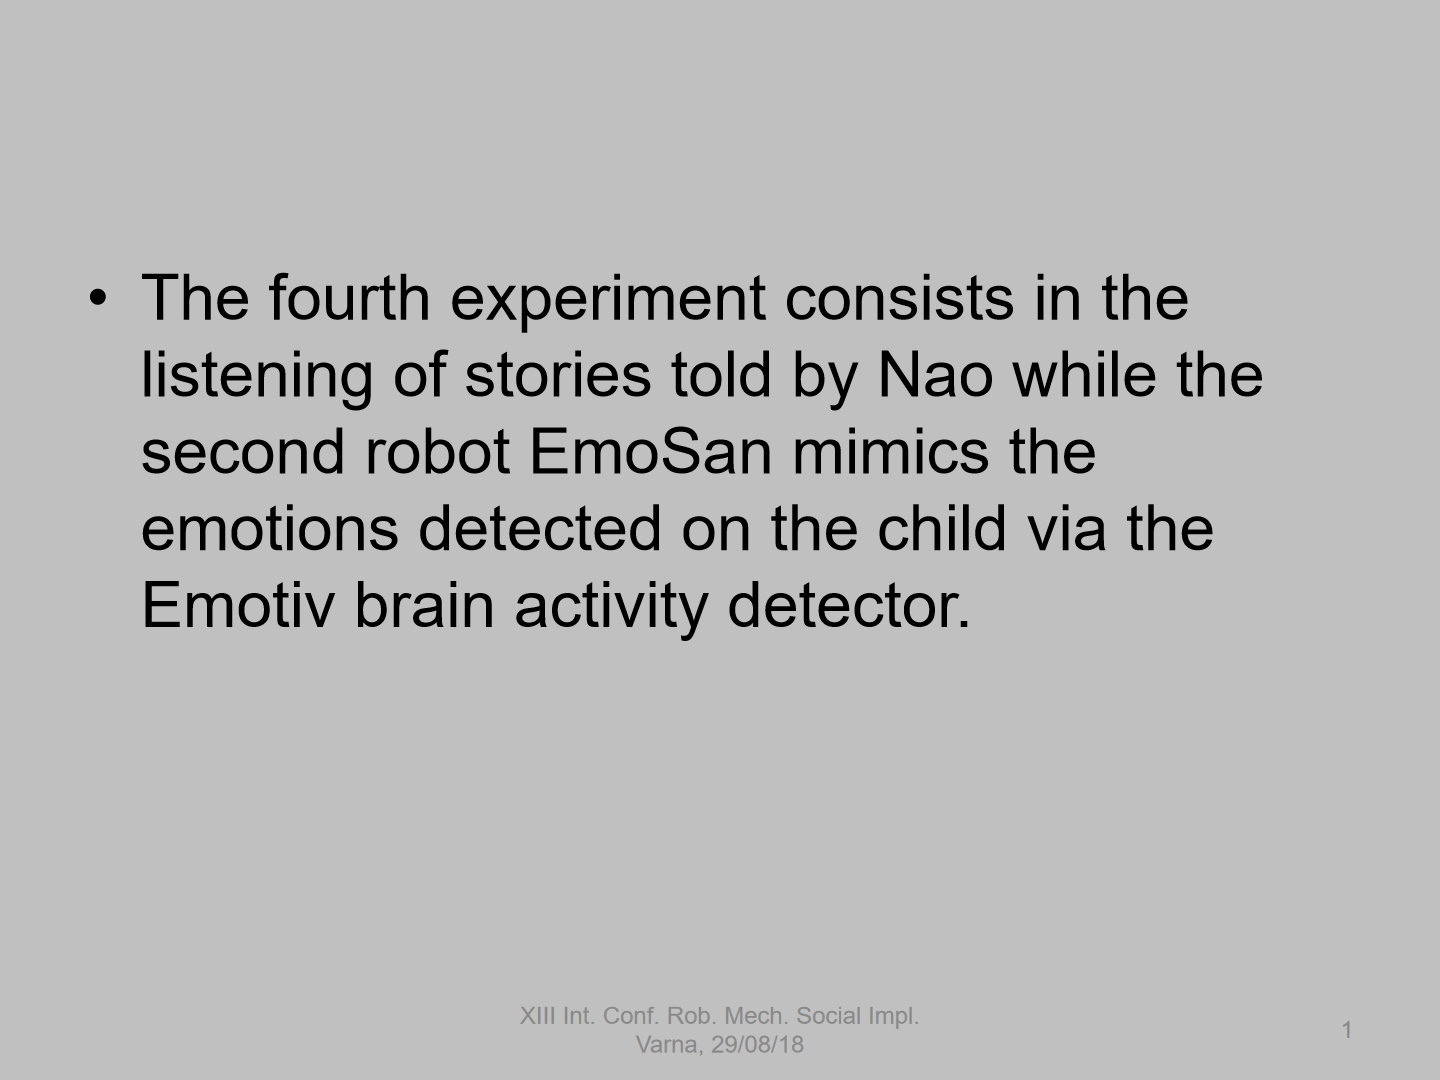 • The fourth experiment consists in the
listening of stories told by Nao while the
second robot EmoSan mimics the
emotions detected on the child via the
Emotiv brain activity detector.
XIII Int. Conf. Rob. Mech. Social Impl.
Varna, 29/08/18
1